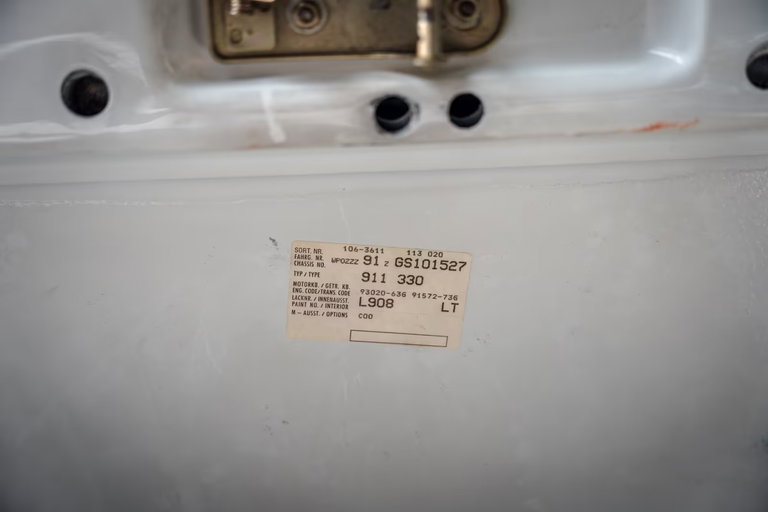 SORT. NR. 106-3611 113 020
FAHRG. NR.
CHASSIS NO. WPOZZZ 91 Z GS101527
TYP / TYPE 911 330
MOTORKB. / GETR. KB.
ENG. CODE/TRANS. CODE 93020-636 91572-736
LACKNR. / INNENAUSST.
PAINT NO. / INTERIOR L908 LT
M - AUSST. / OPTIONS C00